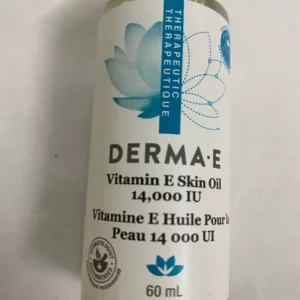 THERAPEUTIC
THÉRAPEUTIQUE
DERMA·E
Vitamin E Skin Oil
14,000 IU
Vitamine E Huile Pour la
Peau 14 000 UI
60 mL